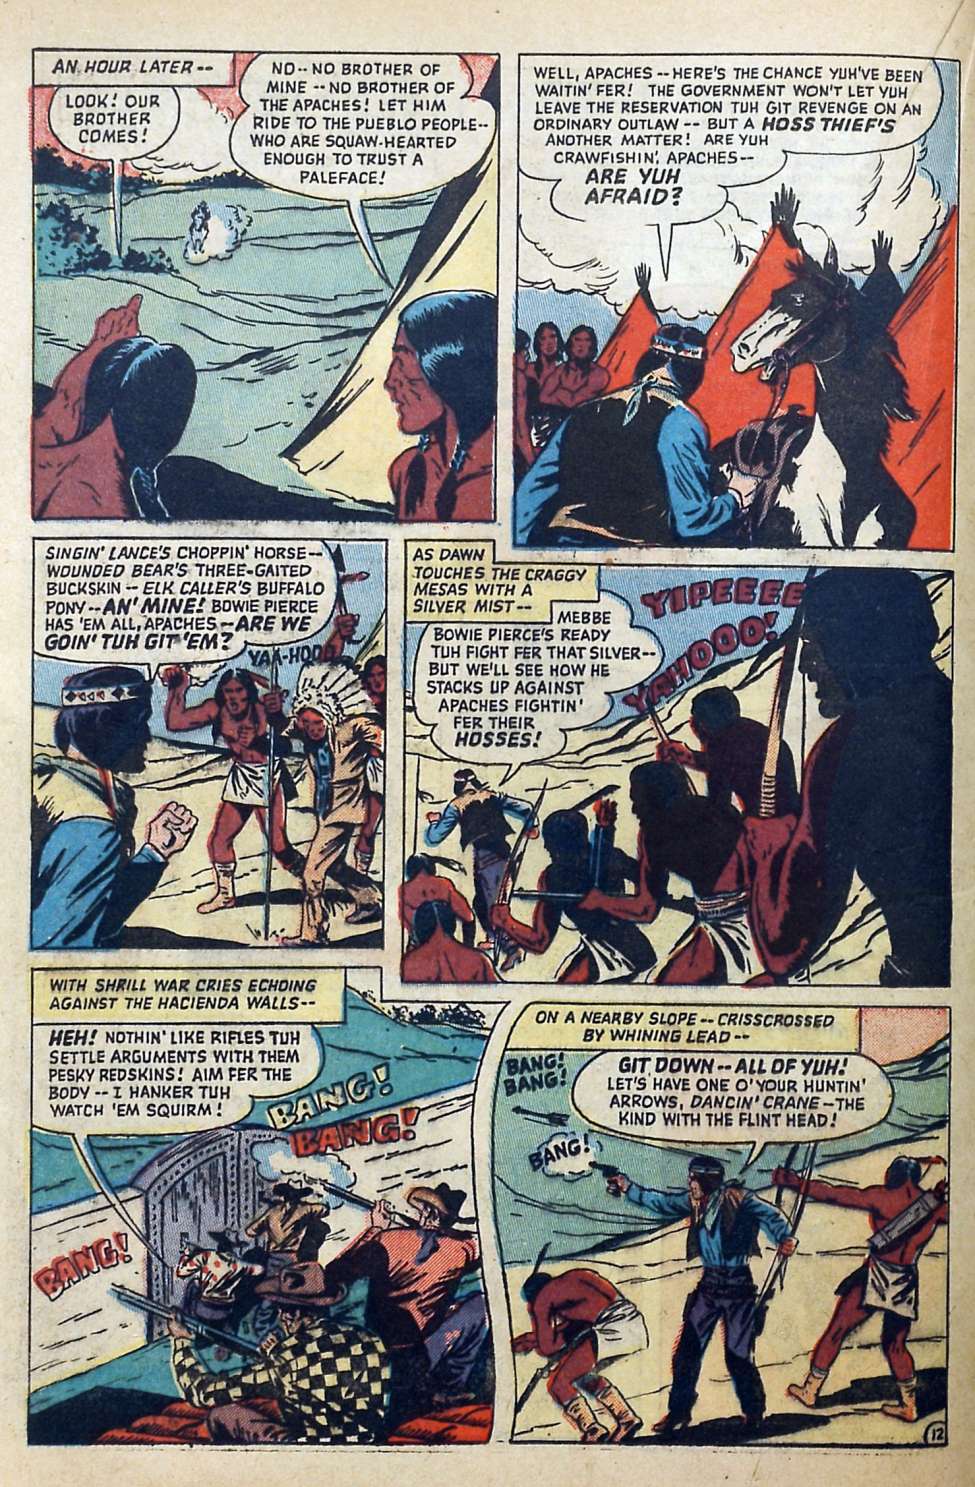 AN HOUR LATER --
LOOK! OUR
BROTHER
COMES!
NO -- NO BROTHER OF
MINE -- NO BROTHER OF
THE APACHES! LET HIM
RIDE TO THE PUEBLO PEOPLE--
WHO ARE SQUAW-HEARTED
ENOUGH TO TRUST A
PALEFACE!
WELL, APACHES -- HERE'S THE CHANCE YUH'VE BEEN
WAITIN' FER! THE GOVERNMENT WON'T LET YUH
LEAVE THE RESERVATION TUH GIT REVENGE ON AN
ORDINARY OUTLAW -- BUT A HOSS THIEF'S
ANOTHER MATTER! ARE YUH
CRAWFISHIN', APACHES--
ARE YUH
AFRAID?
SINGIN' LANCE'S CHOPPIN' HORSE--
WOUNDED BEAR'S THREE-GAITED
BUCKSKIN -- ELK CALLER'S BUFFALO
PONY -- AN' MINE! BOWIE PIERCE
HAS 'EM ALL, APACHES -- ARE WE
GOIN' TUH GIT 'EM?
YAA-HOOO
AS DAWN
TOUCHES THE CRAGGY
MESAS WITH A
SILVER MIST--
MEBBE
BOWIE PIERCE'S READY
TUH FIGHT FER THAT SILVER--
BUT WE'LL SEE HOW HE
STACKS UP AGAINST
APACHES FIGHTIN'
FER THEIR
HOSSES!
YIPEEEE
YAHOOO!
WITH SHRILL WAR CRIES ECHOING
AGAINST THE HACIENDA WALLS--
HEH! NOTHIN' LIKE RIFLES TUH
SETTLE ARGUMENTS WITH THEM
PESKY REDSKINS! AIM FER THE
BODY -- I HANKER TUH
WATCH 'EM SQUIRM!
BANG!
BANG!
BANG!
ON A NEARBY SLOPE -- CRISSCROSSED
BY WHINING LEAD --
GIT DOWN -- ALL OF YUH!
LET'S HAVE ONE O' YOUR HUNTIN'
ARROWS, DANCIN' CRANE -- THE
KIND WITH THE FLINT HEAD!
BANG!
BANG!
BANG!
12